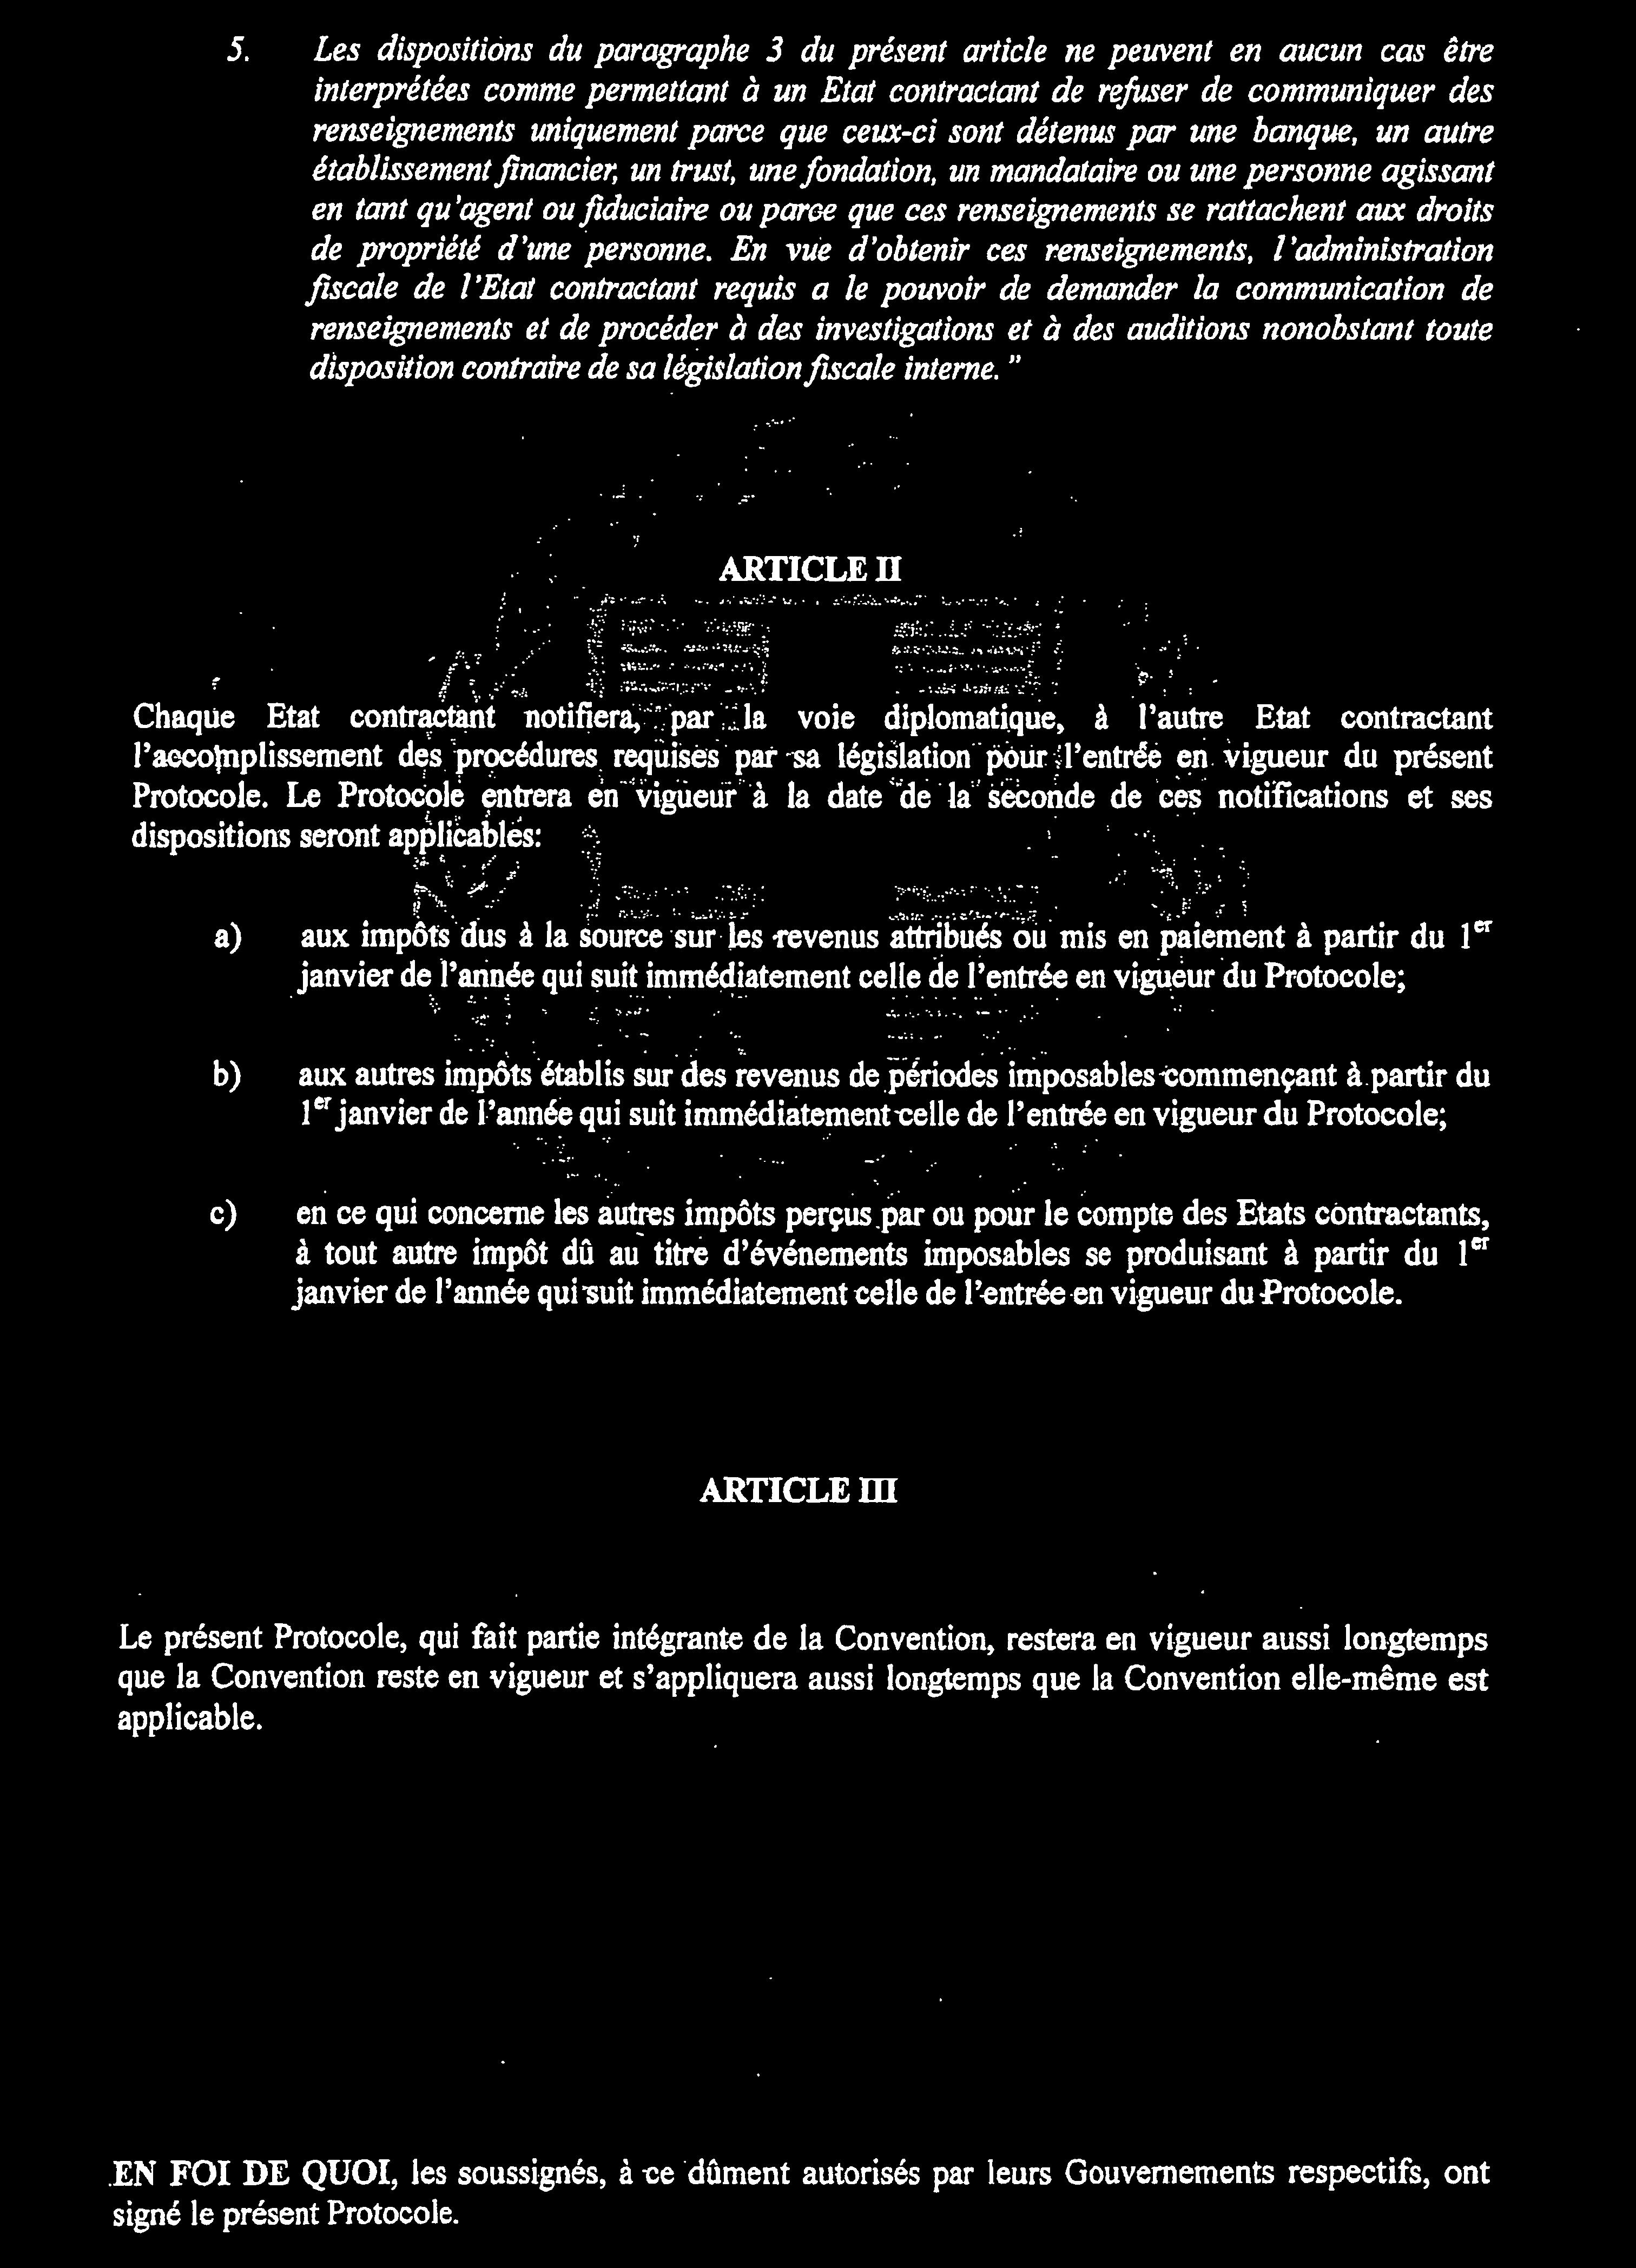 5. Les dispositions du paragraphe 3 du présent article ne peuvent en aucun cas être
interprétées comme permettant à un Etat contractant de refuser de communiquer des
renseignements uniquement parce que ceux-ci sont détenus par une banque, un autre
établissement financier, un trust, une fondation, un mandataire ou une personne agissant
en tant qu'agent ou fiduciaire ou parce que ces renseignements se rattachent aux droits
de propriété d'une personne. En vue d'obtenir ces renseignements, l'administration
fiscale de l'Etat contractant requis a le pouvoir de demander la communication de
renseignements et de procéder à des investigations et à des auditions nonobstant toute
disposition contraire de sa législation fiscale interne. ”
ARTICLE II
Chaque Etat contractant notifiera, par la voie diplomatique, à l'autre Etat contractant
l'accomplissement des procédures requises par sa législation pour l'entrée en vigueur du présent
Protocole. Le Protocole entrera en vigueur à la date de la seconde de ces notifications et ses
dispositions seront applicables:
a) aux impôts dus à la source sur les revenus attribués ou mis en paiement à partir du 1er
janvier de l'année qui suit immédiatement celle de l'entrée en vigueur du Protocole;
b) aux autres impôts établis sur des revenus de périodes imposables commençant à partir du
1er janvier de l'année qui suit immédiatement celle de l'entrée en vigueur du Protocole;
c) en ce qui concerne les autres impôts perçus par ou pour le compte des Etats contractants,
à tout autre impôt dû au titre d'événements imposables se produisant à partir du 1er
janvier de l'année qui suit immédiatement celle de l'entrée en vigueur du Protocole.
ARTICLE III
Le présent Protocole, qui fait partie intégrante de la Convention, restera en vigueur aussi longtemps
que la Convention reste en vigueur et s'appliquera aussi longtemps que la Convention elle-même est
applicable.
EN FOI DE QUOI, les soussignés, à ce dûment autorisés par leurs Gouvernements respectifs, ont
signé le présent Protocole.